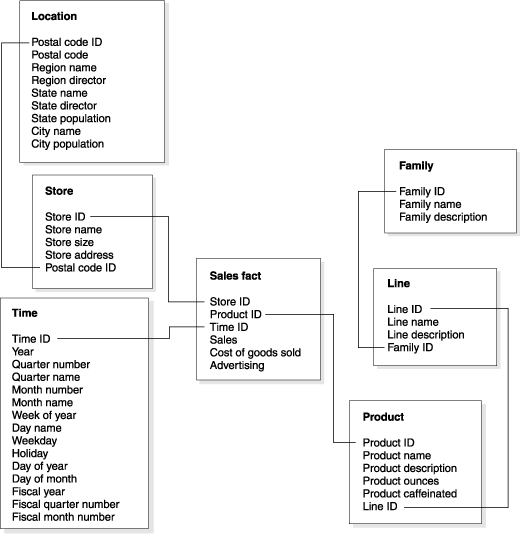 Location
Postal code ID
Postal code
Region name
Region director
State name
State director
State population
City name
City population
Store
Store ID
Store name
Store size
Store address
Postal code ID
Time
Time ID
Year
Quarter number
Quarter name
Month number
Month name
Week of year
Day name
Weekday
Holiday
Day of year
Day of month
Fiscal year
Fiscal quarter number
Fiscal month number
Sales fact
Store ID
Product ID
Time ID
Sales
Cost of goods sold
Advertising
Family
Family ID
Family name
Family description
Line
Line ID
Line name
Line description
Family ID
Product
Product ID
Product name
Product description
Product ounces
Product caffeinated
Line ID